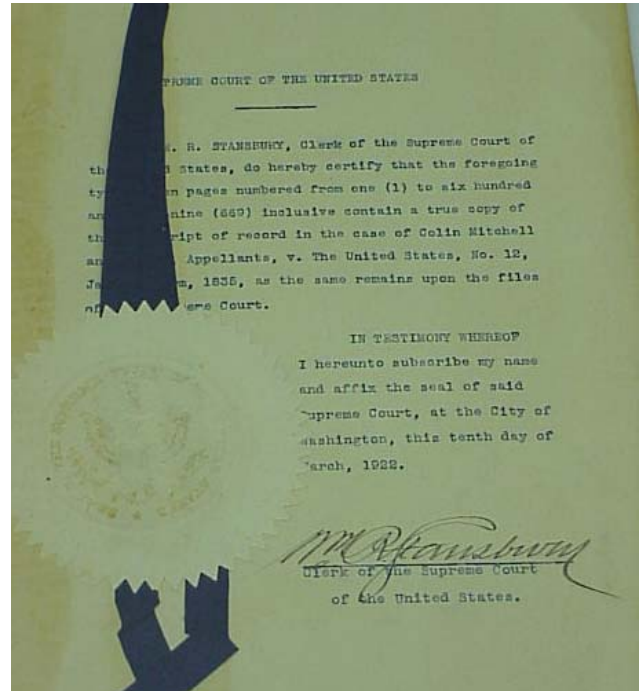 PREME COURT OF THE UNITED STATES
R. STANSBURY, Clerk of the Supreme Court of
th d States, do hereby certify that the foregoing
ty n pages numbered from one (1) to six hundred
an nine (669) inclusive contain a true copy of
th ript of record in the case of Colin Mitchell
an Appellants, v. The United States, No. 12,
Ja m, 1835, as the same remains upon the files
of eme Court.
IN TESTIMONY WHEREOF
I hereunto subscribe my name
and affix the seal of said
Supreme Court, at the City of
Washington, this tenth day of
March, 1922.
Wm R Stansbury
Clerk of the Supreme Court
of the United States.